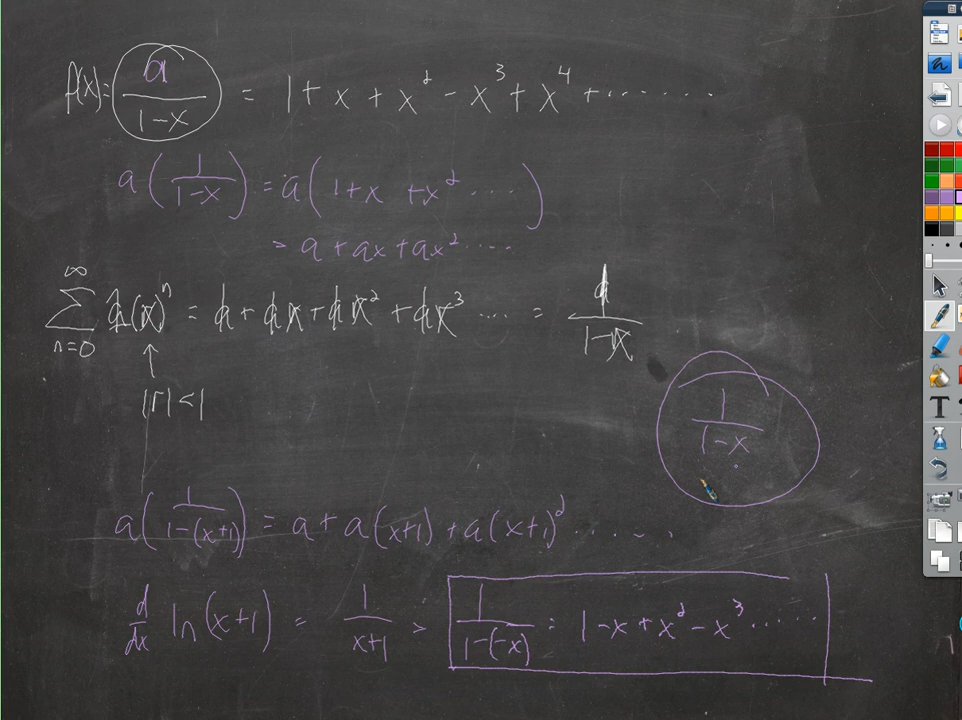 f(x) = a/(1-x) = 1 + x + x² - x³ + x⁴ + .......
a(1/(1-x)) = a(1 + x + x² ....)
= a + ax + ax² ....
∞
∑ a(x)ⁿ = a + ax + ax² + ax³ .... = a/(1-x)
n=0
↑
|r| < 1
1/(1-x)
a(1/(1-(x+1))) = a + a(x+1) + a(x+1)² ......
d/dx ln(x+1) = 1/(x+1) = 1/(1-(-x)) = 1 - x + x² - x³ .....
T